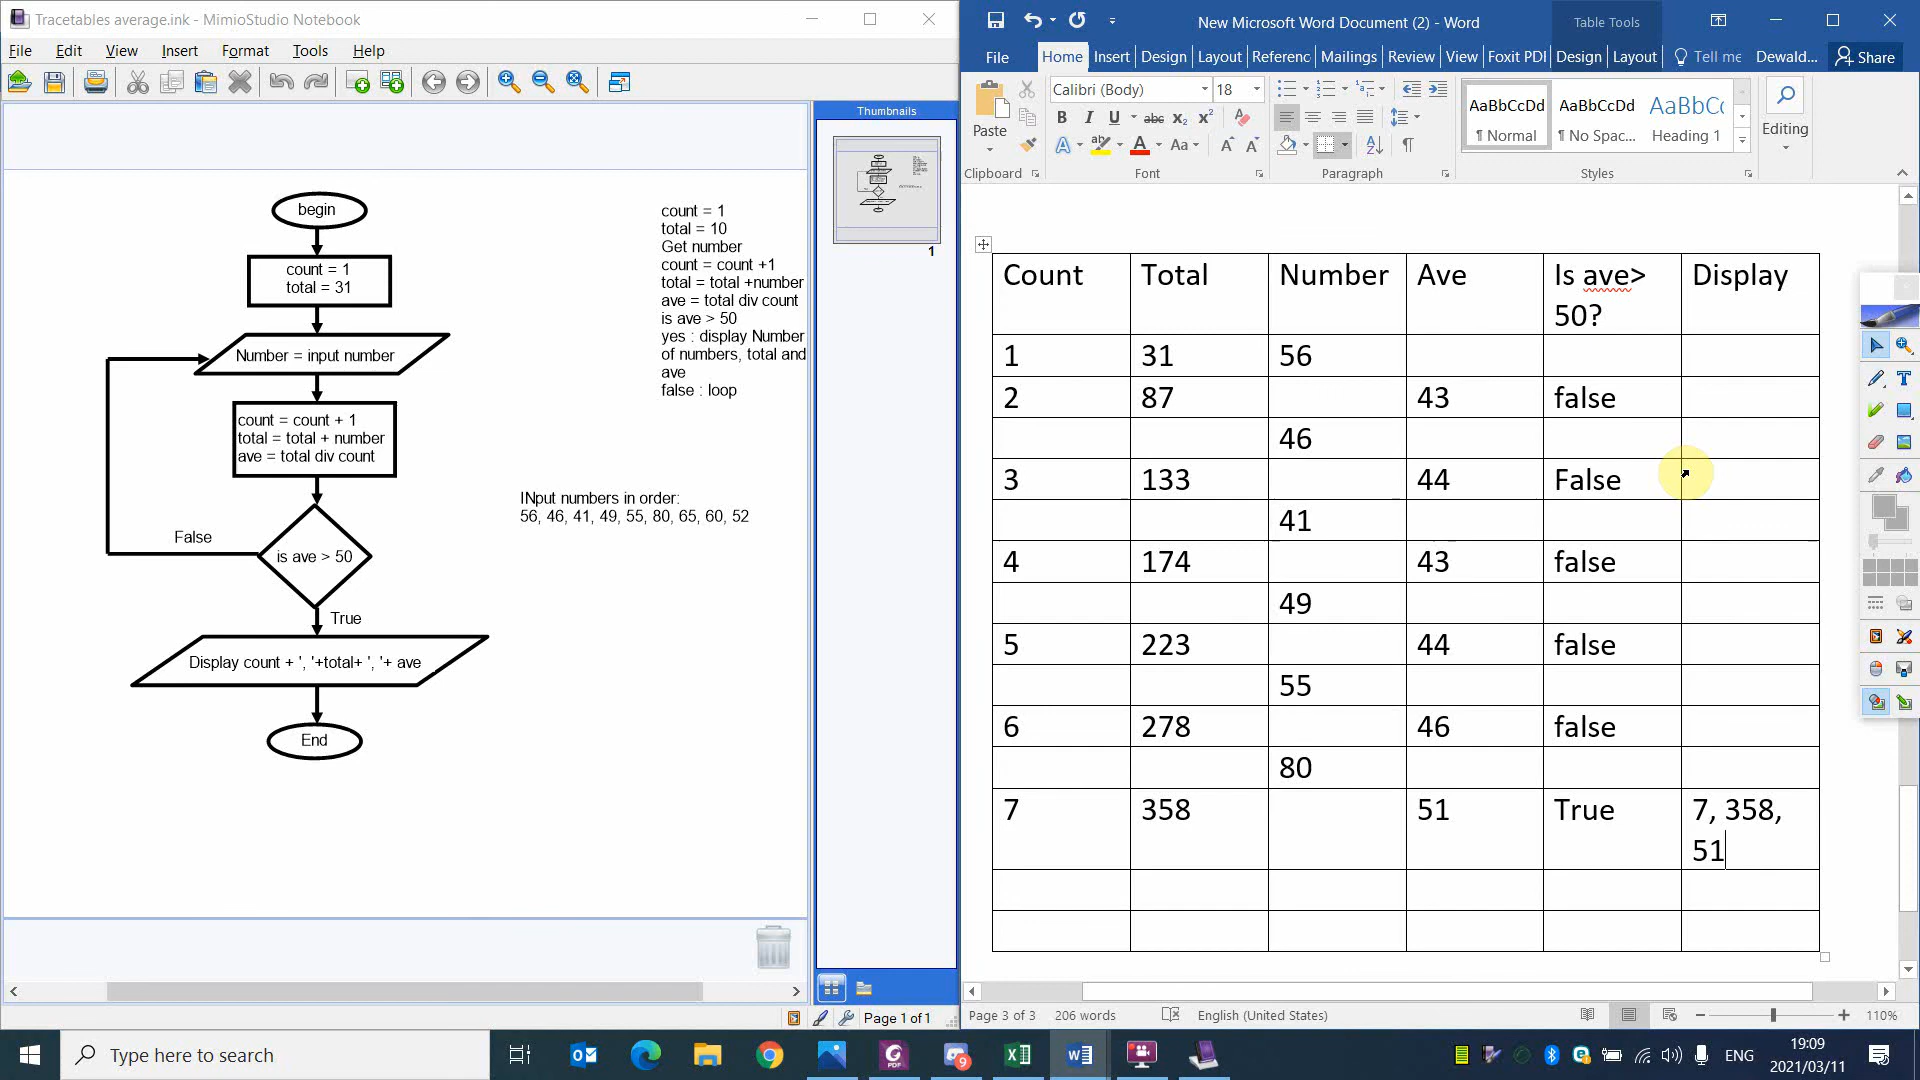 Tracetables average.ink - MimioStudio Notebook
File Edit View Insert Format Tools Help
begin
count = 1
total = 31
Number = input number
count = count + 1
total = total + number
ave = total div count
False
is ave > 50
True
Display count + ', '+total+ ', '+ ave
End
count = 1
total = 10
Get number
count = count +1
total = total +number
ave = total div count
is ave > 50
yes : display Number
of numbers, total and
ave
false : loop
INput numbers in order:
56, 46, 41, 49, 55, 80, 65, 60, 52
Thumbnails
1
Page 1 of 1
New Microsoft Word Document (2) - Word
Table Tools
File Home Insert Design Layout Referenc Mailings Review View Foxit PDI Design Layout Tell me Dewald... Share
Paste
Calibri (Body) 18
B I U abc X₂ X²
A A Aa A A
AaBbCcDd AaBbCcDd AaBbCc
¶ Normal ¶ No Spac... Heading 1
Editing
Clipboard Font Paragraph Styles
Count Total Number Ave Is ave> 50? Display
1 31 56
2 87 43 false
46
3 133 44 False
41
4 174 43 false
49
5 223 44 false
55
6 278 46 false
80
7 358 51 True 7, 358,
51
Page 3 of 3 206 words English (United States) 110%
Type here to search
PDF
9
ENG
19:09
2021/03/11